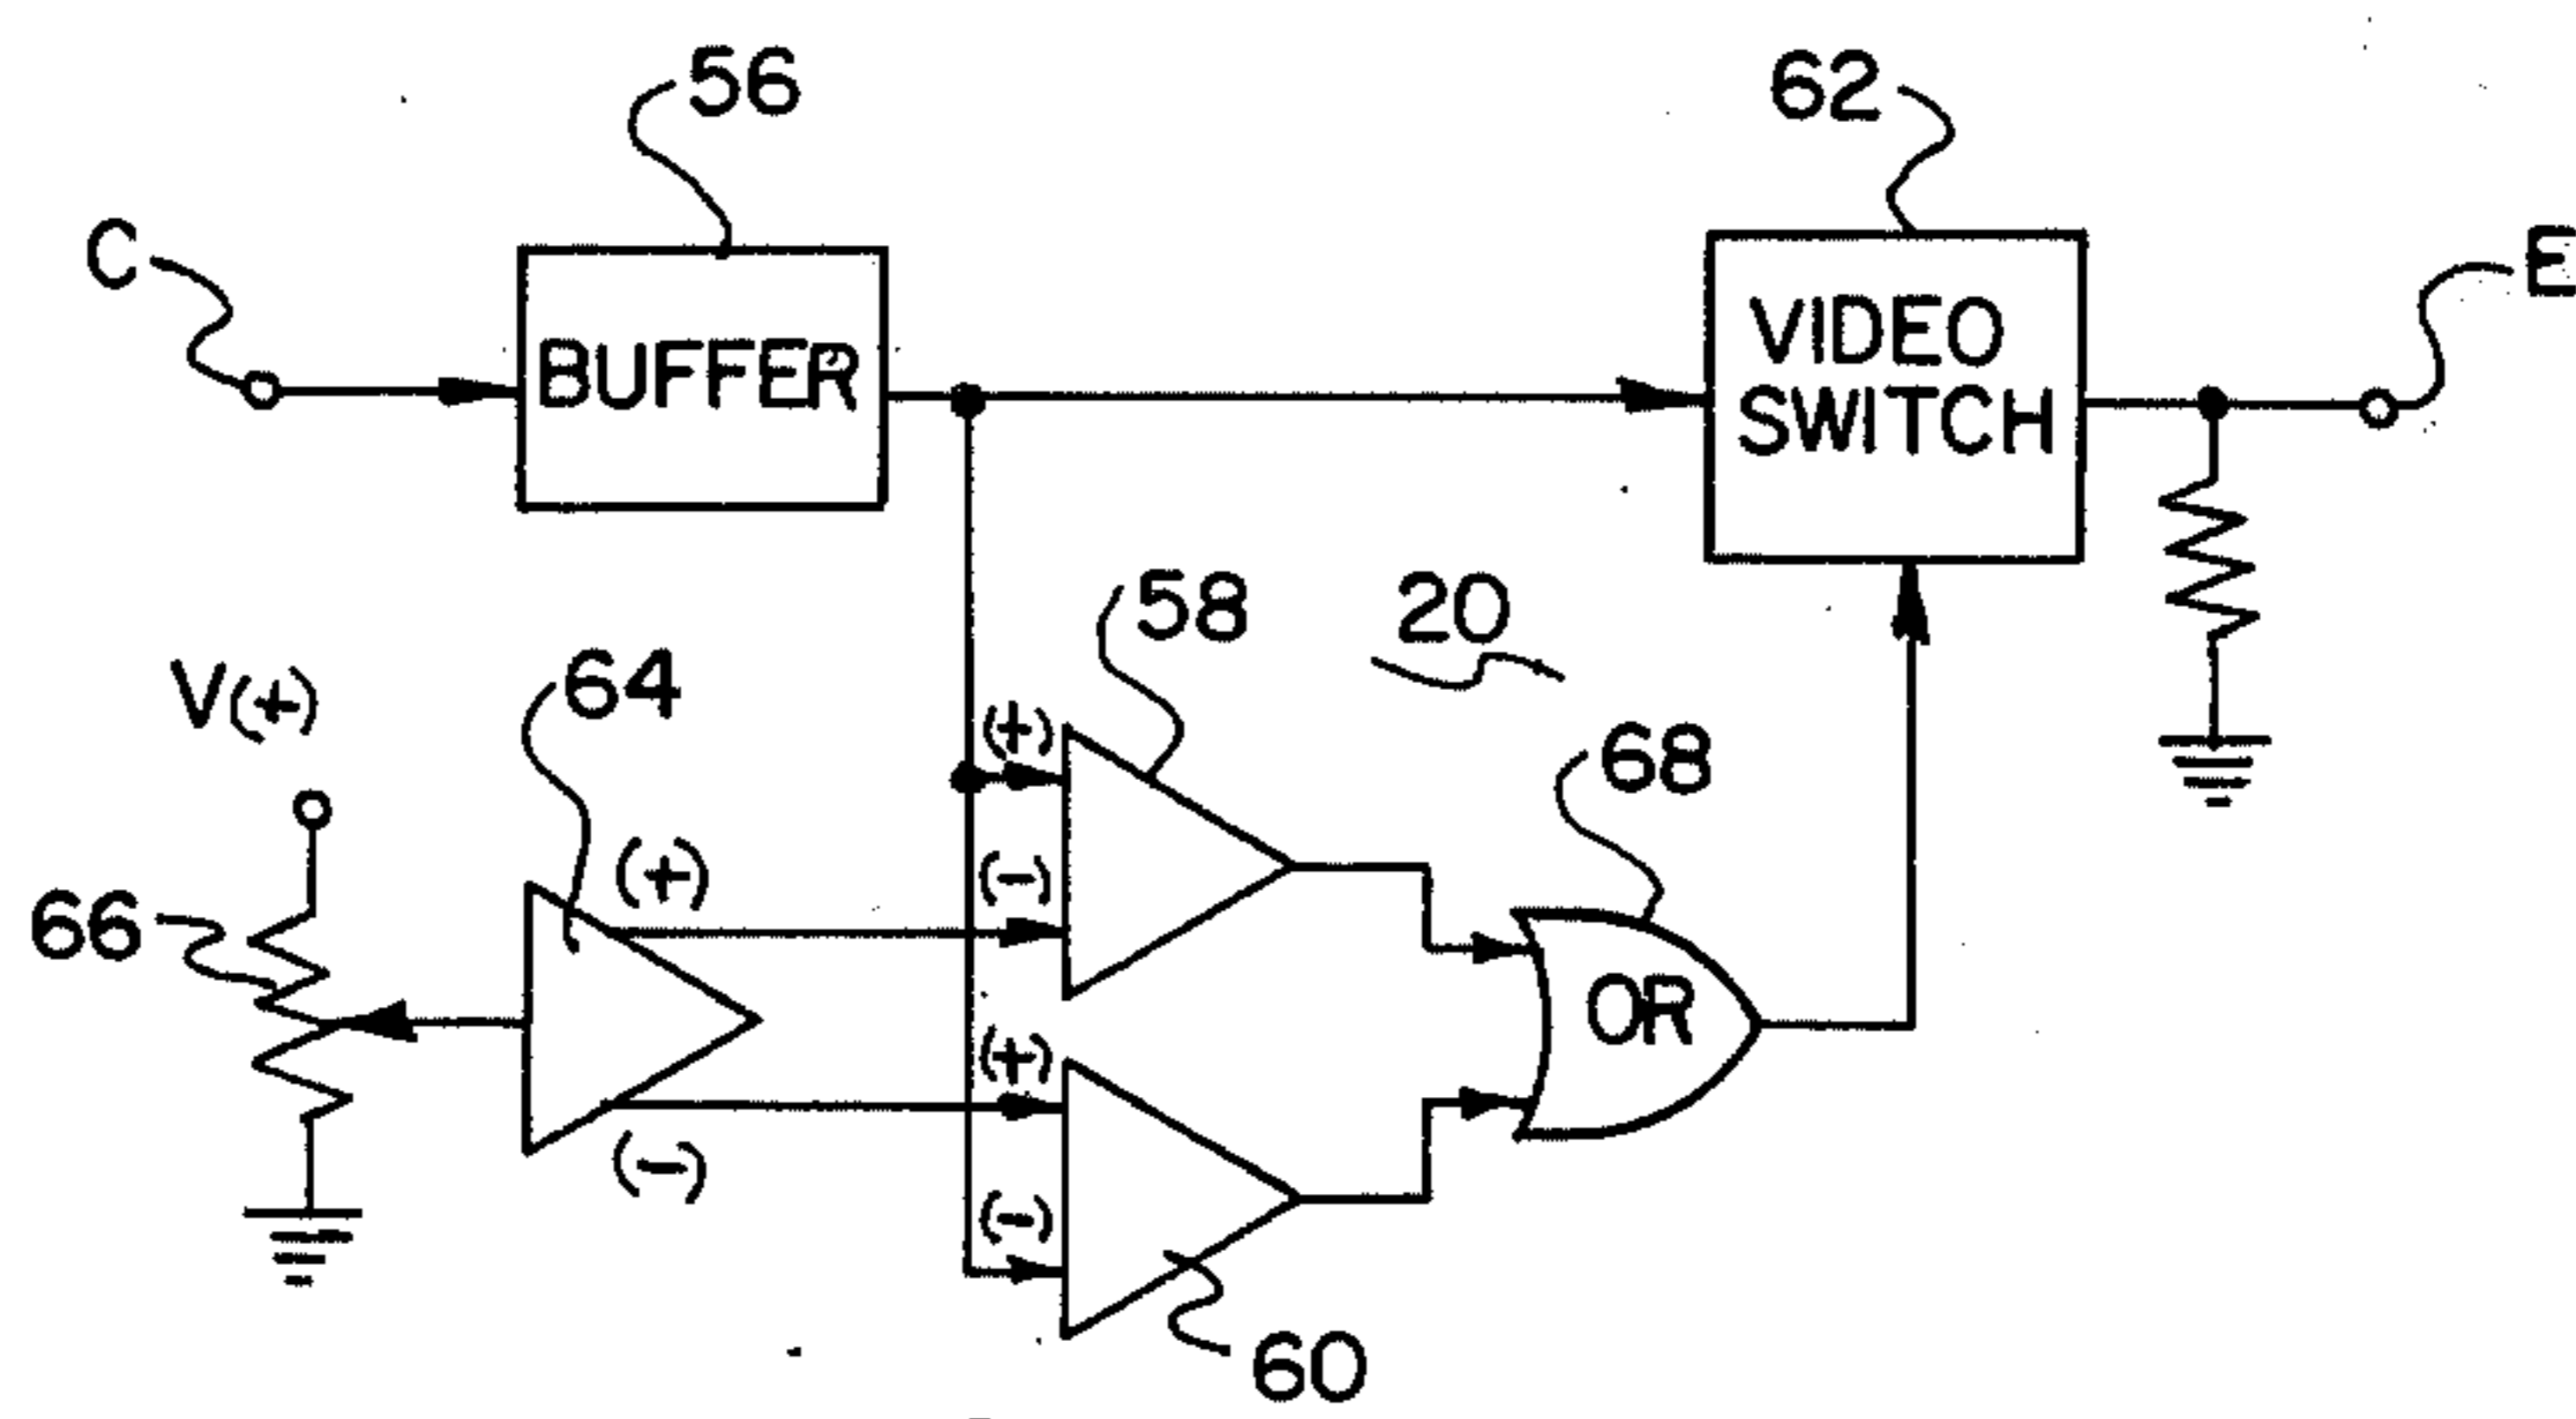 56
62
C
E
BUFFER
VIDEO
SWITCH
58
20
64
V(+)
(+)
68
(+)
(-)
66
OR
(+)
(-)
(-)
60